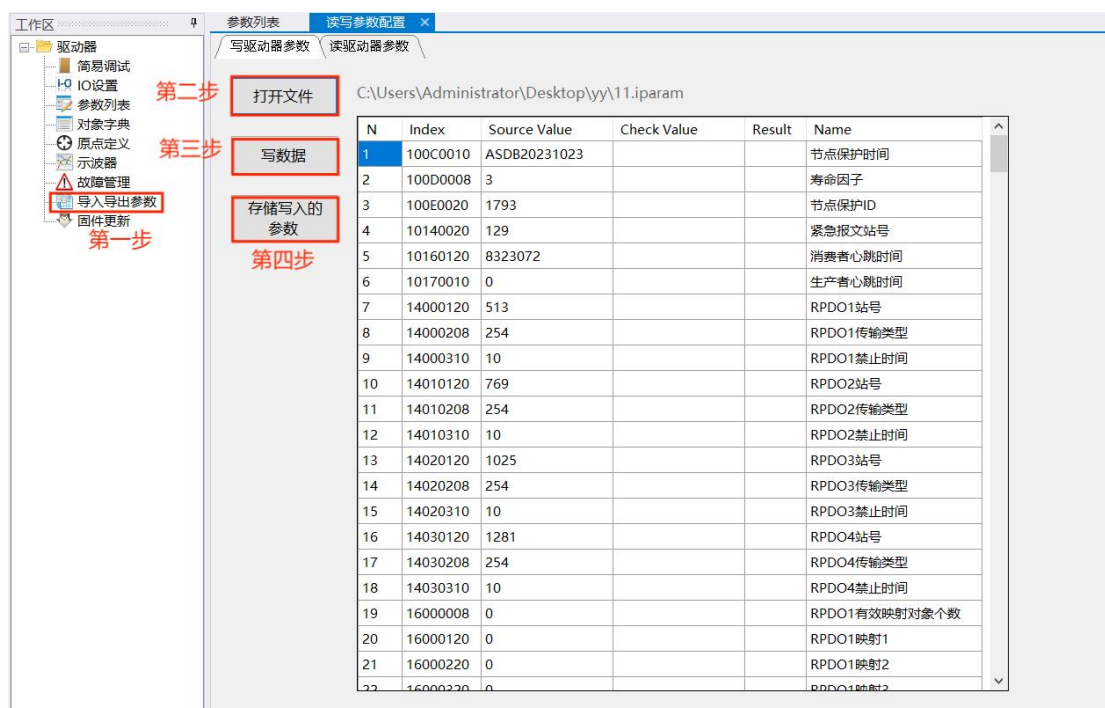 工作区
参数列表 读写参数配置
驱动器
简易调试
IO设置
参数列表
对象字典
原点定义
示波器
故障管理
导入导出参数
固件更新
第一步
写驱动器参数 读驱动器参数
第二步
打开文件
C:\Users\Administrator\Desktop\yy\11.iparam
第三步
写数据
存储写入的
参数
第四步
N Index Source Value Check Value Result Name
1 100C0010 ASDB20231023 节点保护时间
2 100D0008 3 寿命因子
3 100E0020 1793 节点保护ID
4 10140020 129 紧急报文站号
5 10160120 8323072 消费者心跳时间
6 10170010 0 生产者心跳时间
7 14000120 513 RPDO1站号
8 14000208 254 RPDO1传输类型
9 14000310 10 RPDO1禁止时间
10 14010120 769 RPDO2站号
11 14010208 254 RPDO2传输类型
12 14010310 10 RPDO2禁止时间
13 14020120 1025 RPDO3站号
14 14020208 254 RPDO3传输类型
15 14020310 10 RPDO3禁止时间
16 14030120 1281 RPDO4站号
17 14030208 254 RPDO4传输类型
18 14030310 10 RPDO4禁止时间
19 16000008 0 RPDO1有效映射对象个数
20 16000120 0 RPDO1映射1
21 16000220 0 RPDO1映射2
22 16000320 0 RPDO1映射3